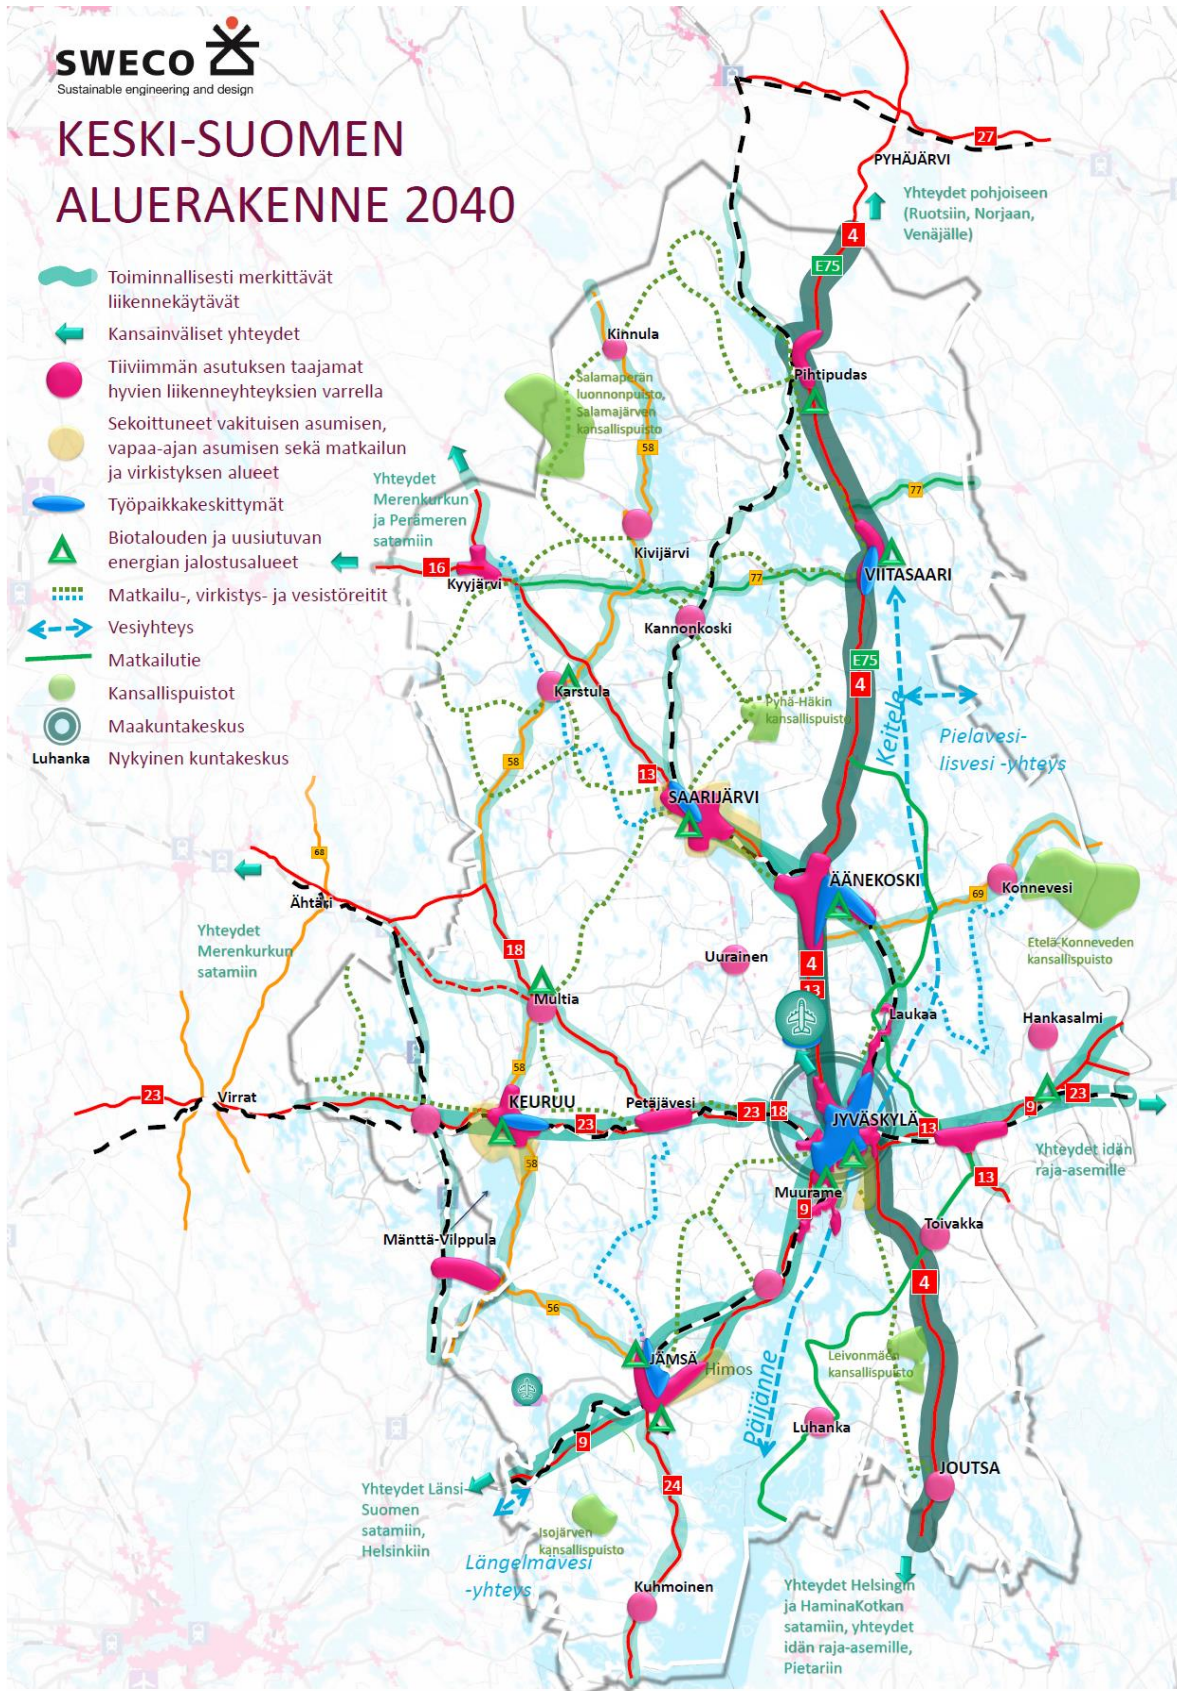 SWECO
Sustainable engineering and design
KESKI-SUOMEN
ALUERAKENNE 2040
Toiminnallisesti merkittävät
liikennekäytävät
Kansainväliset yhteydet
Tiiviimmän asutuksen taajamat
hyvien liikenneyhteyksien varrella
Sekoittuneet vakituisen asumisen,
vapaa-ajan asumisen sekä matkailun
ja virkistyksen alueet
Työpaikkakeskittymät
Biotalouden ja uusiutuvan
energian jalostusalueet
Matkailu-, virkistys- ja vesistöreitit
Vesiyhteys
Matkailutie
Kansallispuistot
Maakuntakeskus
Luhanka Nykyinen kuntakeskus
27
PYHÄJÄRVI
Yhteydet pohjoiseen
(Ruotsiin, Norjaan,
Venäjälle)
4
E75
Kinnula
Pihtipudas
Salamaperän
luonnonpuisto,
Salamajärven
kansallispuisto
58
Yhteydet
Merenkurkun
ja Perämeren
satamiin
77
Kivijärvi
16
Kyyjärvi
77
VIITASAARI
Kannonkoski
E75
4
Karstula
Pyhä-Häkin
kansallispuisto
Keitele
Pielavesi-
Iisvesi -yhteys
58
13
SAARIJÄRVI
68
ÄÄNEKOSKI
69
Konnevesi
Ähtäri
Yhteydet
Merenkurkun
satamiin
18
Uurainen
4
13
Etelä-Konneveden
kansallispuisto
Multia
Laukaa
Hankasalmi
58
23
Virrat
KEURUU
23
Petäjävesi
23
18
JYVÄSKYLÄ
13
9
23
58
Yhteydet idän
raja-asemille
13
Muurame
9
Toivakka
Mänttä-Vilppula
4
56
JÄMSÄ
Himos
Leivonmäen
kansallispuisto
Päijänne
Luhanka
9
24
JOUTSA
Yhteydet Länsi-
Suomen
satamiin,
Helsinkiin
Isojärven
kansallispuisto
Längelmävesi
-yhteys
Kuhmoinen
Yhteydet Helsingin
ja HaminaKotkan
satamiin, yhteydet
idän raja-asemille,
Pietariin